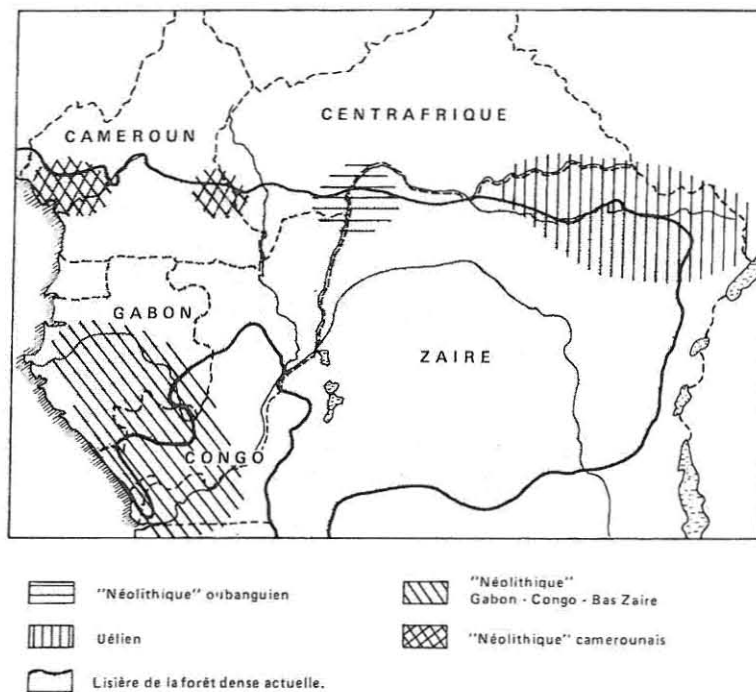 CAMEROUN
CENTRAFRIQUE
GABON
ZAIRE
CONGO
"Néolithique" oubanguien
Uélien
Lisière de la forêt dense actuelle.
"Néolithique"
Gabon - Congo - Bas Zaire
"Néolithique" camerounais